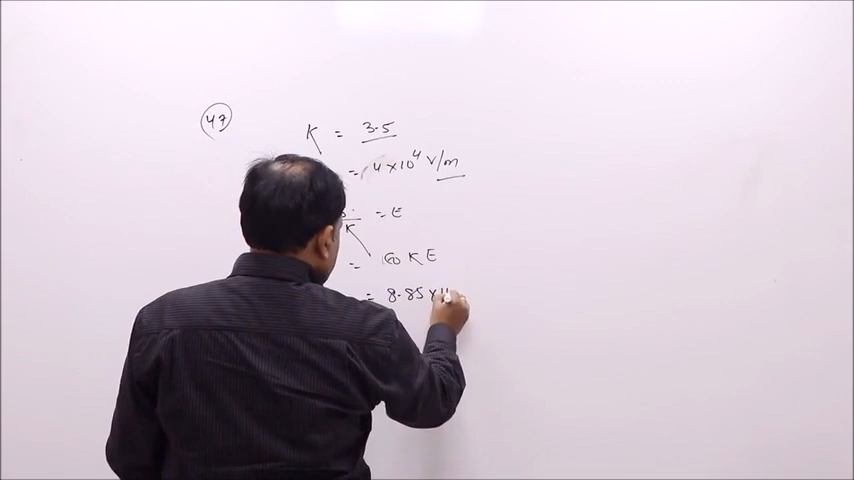 47
K = 3.5
= 4×10⁴ V/m
K = E
= ε0 K E
= 8.85×1